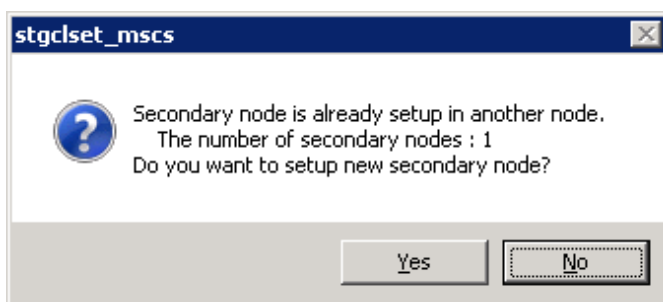 stgclset_mscs
Secondary node is already setup in another node.
The number of secondary nodes : 1
Do you want to setup new secondary node?
Yes
No